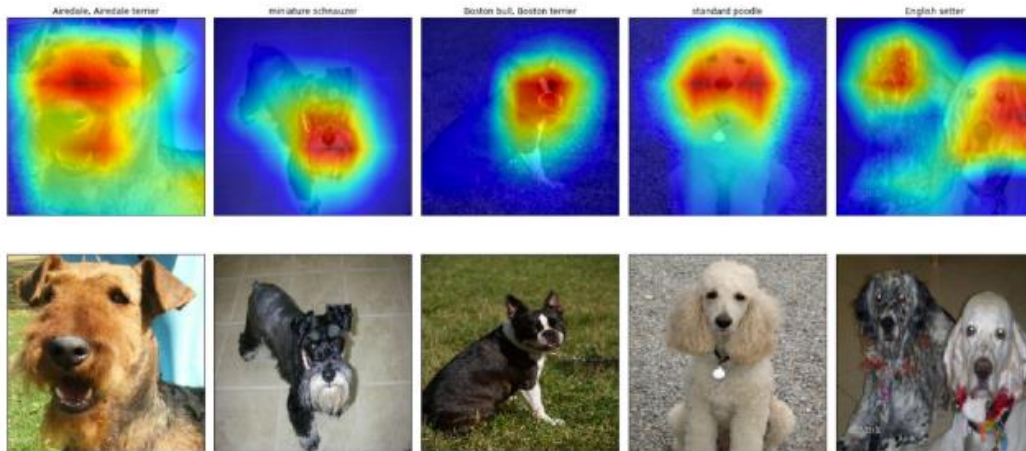 Airedale, Airedale terrier
miniature schnauzer
Boston bull, Boston terrier
standard poodle
English setter